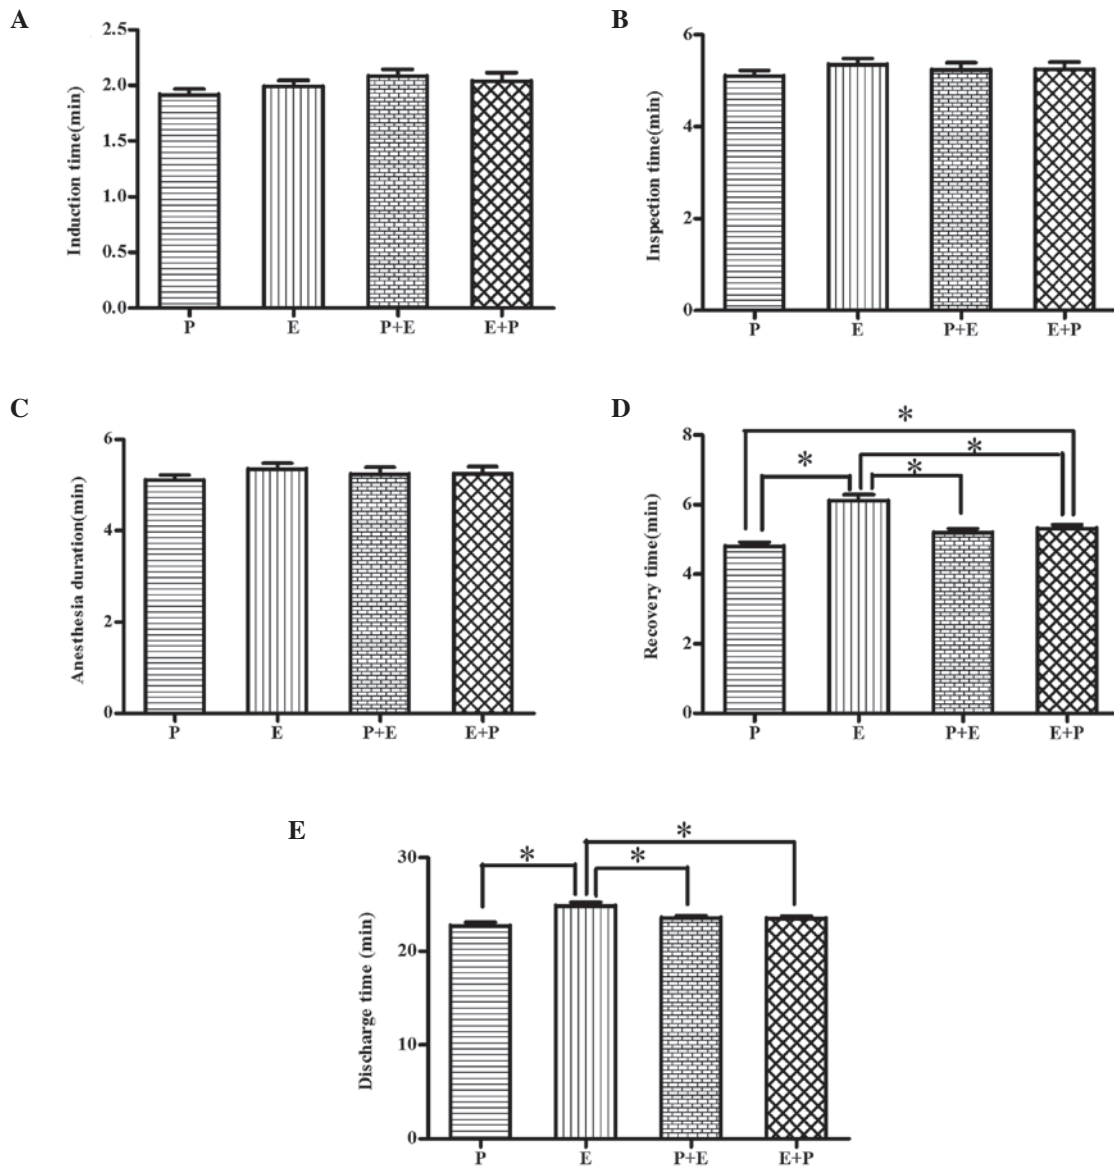 A
Induction time(min)
2.5
2.0
1.5
1.0
0.5
0.0
P E P+E E+P
B
Inspection time(min)
6
4
2
0
P E P+E E+P
C
Anesthesia duration(min)
6
4
2
0
P E P+E E+P
D
Recovery time(min)
8
6
4
2
0
* * * *
P E P+E E+P
E
Discharge time (min)
30
20
10
0
* * *
P E P+E E+P